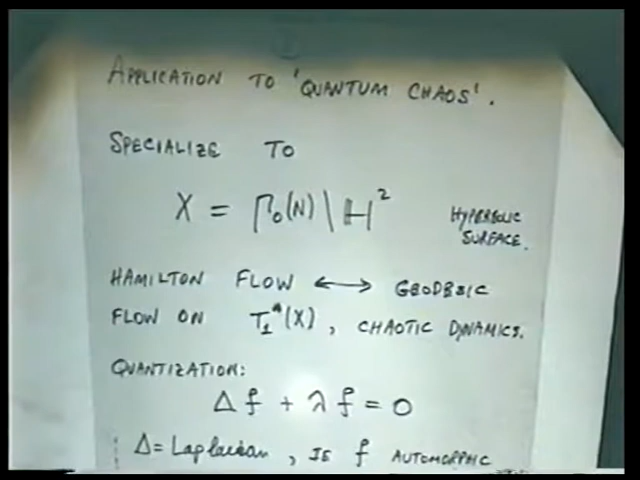 APPLICATION TO 'QUANTUM CHAOS'.
SPECIALIZE TO
X = Γ₀(N) \ H² HYPERBOLIC
SURFACE.
HAMILTON FLOW ⟷ GEODESIC
FLOW ON T₁*(X), CHAOTIC DYNAMICS.
QUANTIZATION:
Δf + λf = 0
Δ = Laplacian, IE f AUTOMORPHIC